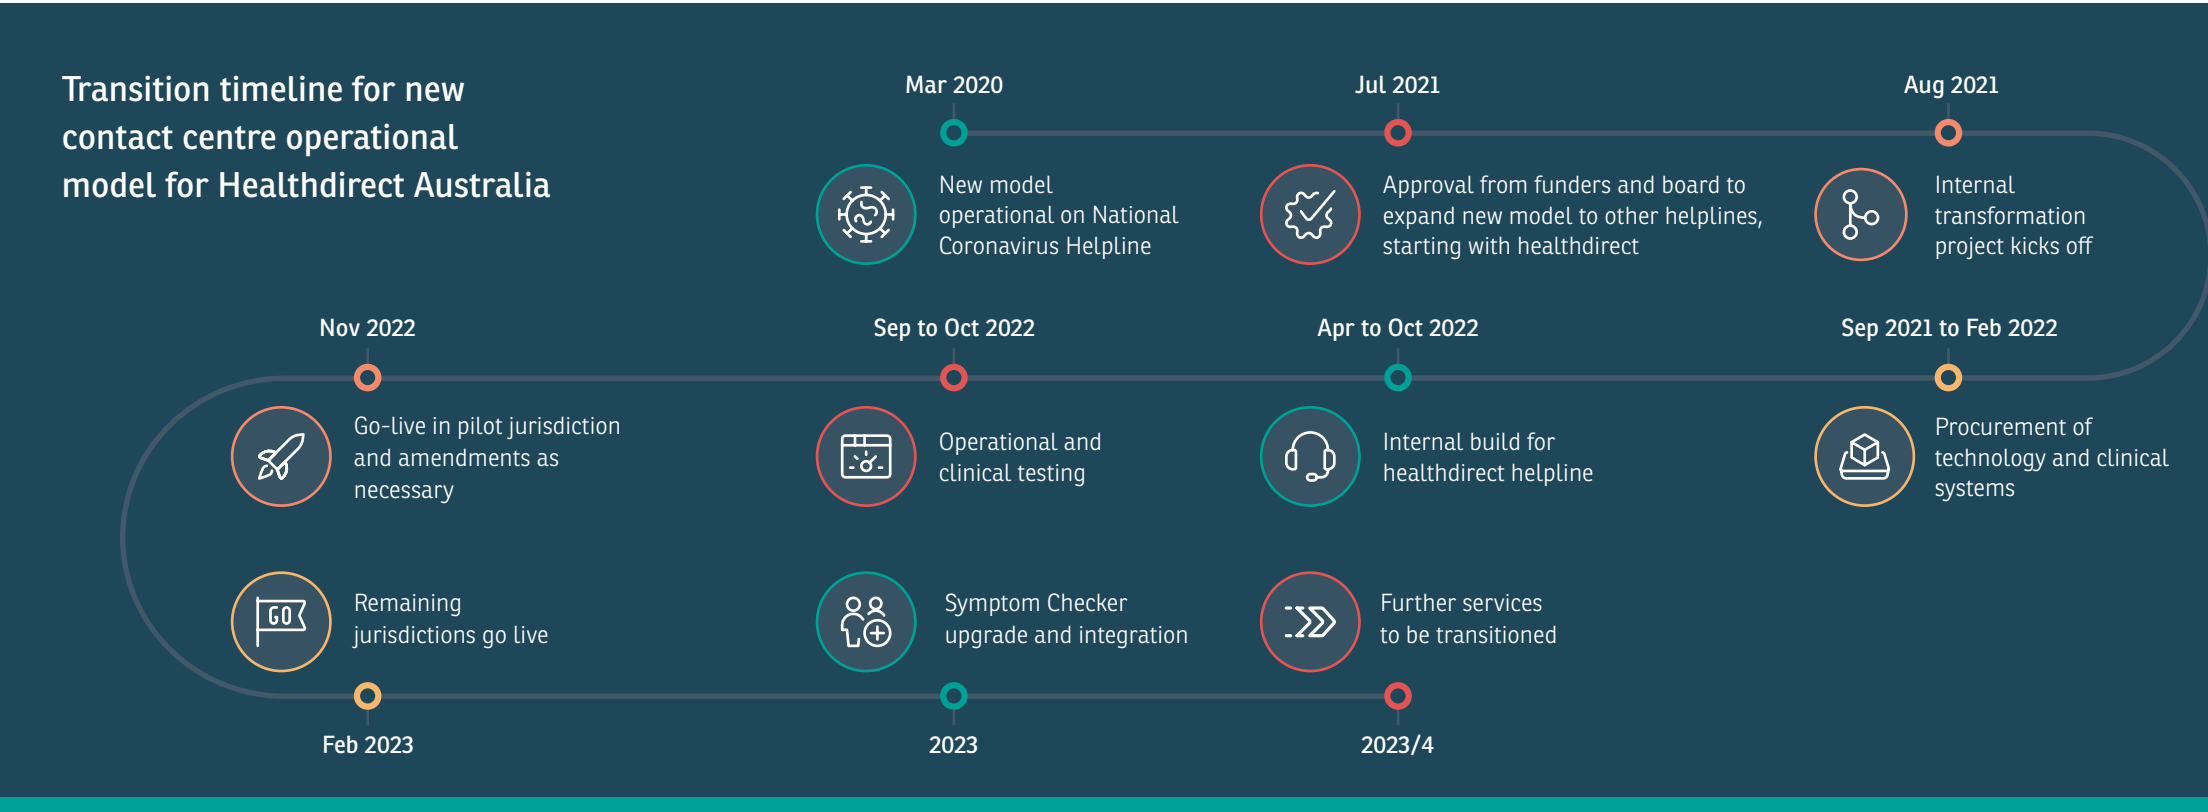 Transition timeline for new
contact centre operational
model for Healthdirect Australia
Mar 2020
New model
operational on National
Coronavirus Helpline
Jul 2021
Approval from funders and board to
expand new model to other helplines,
starting with healthdirect
Aug 2021
Internal
transformation
project kicks off
Sep 2021 to Feb 2022
Procurement of
technology and clinical
systems
Apr to Oct 2022
Internal build for
healthdirect helpline
Sep to Oct 2022
Operational and
clinical testing
Nov 2022
Go-live in pilot jurisdiction
and amendments as
necessary
GO
Remaining
jurisdictions go live
Feb 2023
Symptom Checker
upgrade and integration
2023
Further services
to be transitioned
2023/4